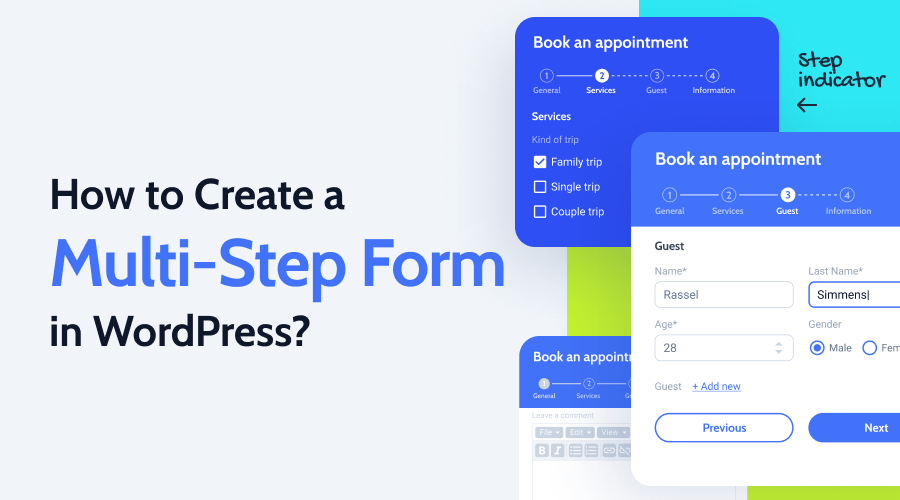 How to Create a
Multi-Step Form
in WordPress?
Book an appointment
1 2 3 4
General Services Guest Information
Services
Kind of trip
Family trip
Single trip
Couple trip
Step
indicator
Book an appointment
1 2 3 4
General Services Guest Information
Guest
Name* Last Name*
Rassel Simmens
Age* Gender
28 Male Fem
Guest + Add new
Previous Next
Book an appointm
1 2
General Services
Leave a comment
File Edit View
B I